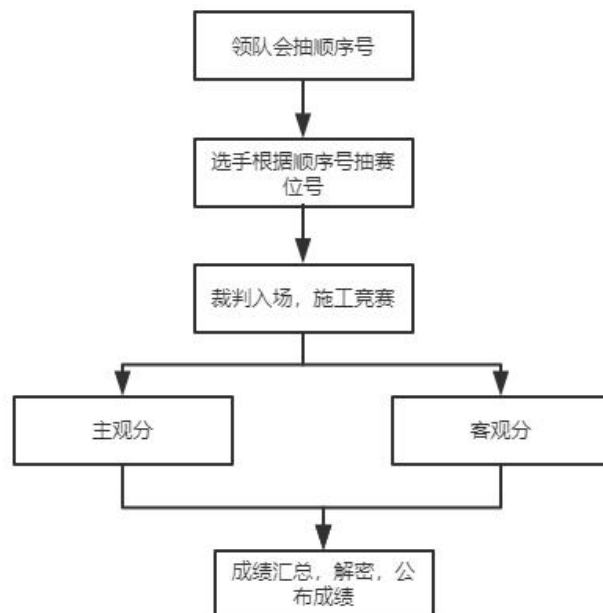 领队会抽顺序号
选手根据顺序号抽赛
位号
裁判入场，施工竞赛
主观分
客观分
成绩汇总，解密，公
布成绩